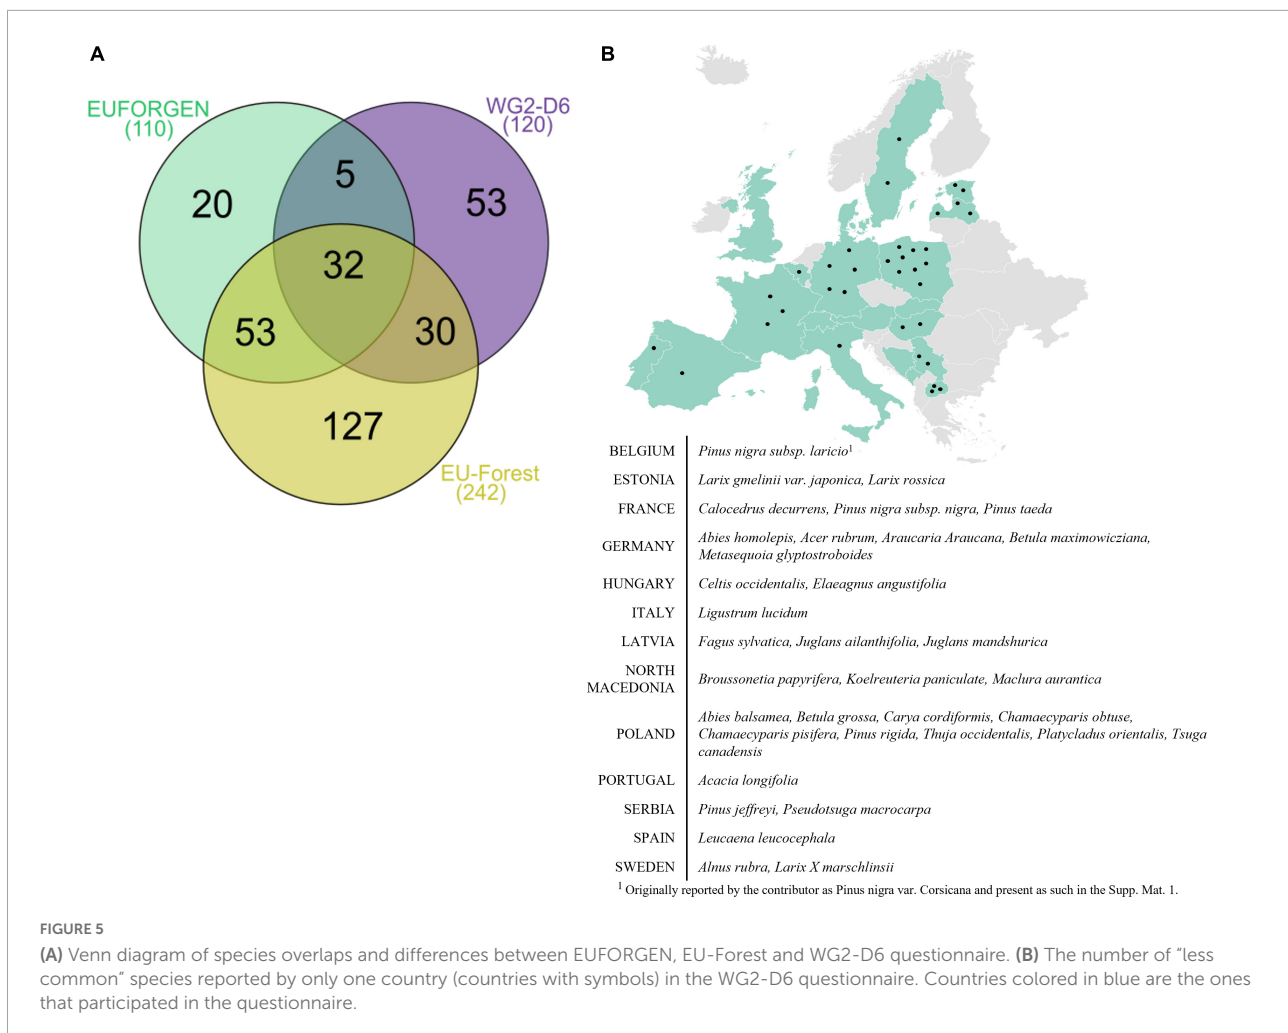 A
EUFORGEN
(110)
WG2-D6
(120)
5
20
53
32
53
30
127
EU-Forest
(242)
B
BELGIUM Pinus nigra subsp. laricio¹
ESTONIA Larix gmelinii var. japonica, Larix rossica
FRANCE Calocedrus decurrens, Pinus nigra subsp. nigra, Pinus taeda
GERMANY Abies homolepis, Acer rubrum, Araucaria Araucana, Betula maximowicziana,
Metasequoia glyptostroboides
HUNGARY Celtis occidentalis, Elaeagnus angustifolia
ITALY Ligustrum lucidum
LATVIA Fagus sylvatica, Juglans ailanthifolia, Juglans mandshurica
NORTH
MACEDONIA Broussonetia papyrifera, Koelreuteria paniculate, Maclura aurantica
POLAND Abies balsamea, Betula grossa, Carya cordiformis, Chamaecyparis obtuse,
Chamaecyparis pisifera, Pinus rigida, Thuja occidentalis, Platycladus orientalis, Tsuga
canadensis
PORTUGAL Acacia longifolia
SERBIA Pinus jeffreyi, Pseudotsuga macrocarpa
SPAIN Leucaena leucocephala
SWEDEN Alnus rubra, Larix X marschlinsii
¹ Originally reported by the contributor as Pinus nigra var. Corsicana and present as such in the Supp. Mat. 1.
FIGURE 5
(A) Venn diagram of species overlaps and differences between EUFORGEN, EU-Forest and WG2-D6 questionnaire. (B) The number of “less
common” species reported by only one country (countries with symbols) in the WG2-D6 questionnaire. Countries colored in blue are the ones
that participated in the questionnaire.